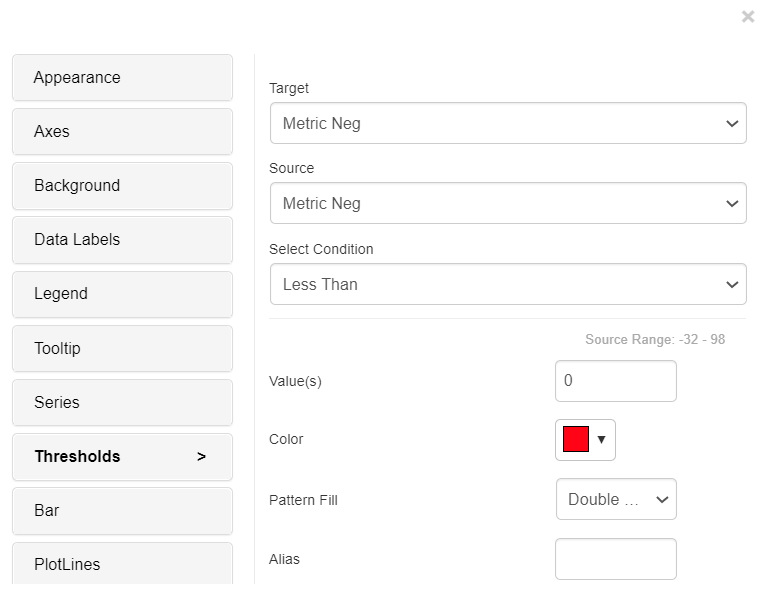 ×
Appearance
Axes
Background
Data Labels
Legend
Tooltip
Series
Thresholds >
Bar
PlotLines
Target
Metric Neg
Source
Metric Neg
Select Condition
Less Than
Source Range: -32 - 98
Value(s)
0
Color
Pattern Fill
Double ...
Alias